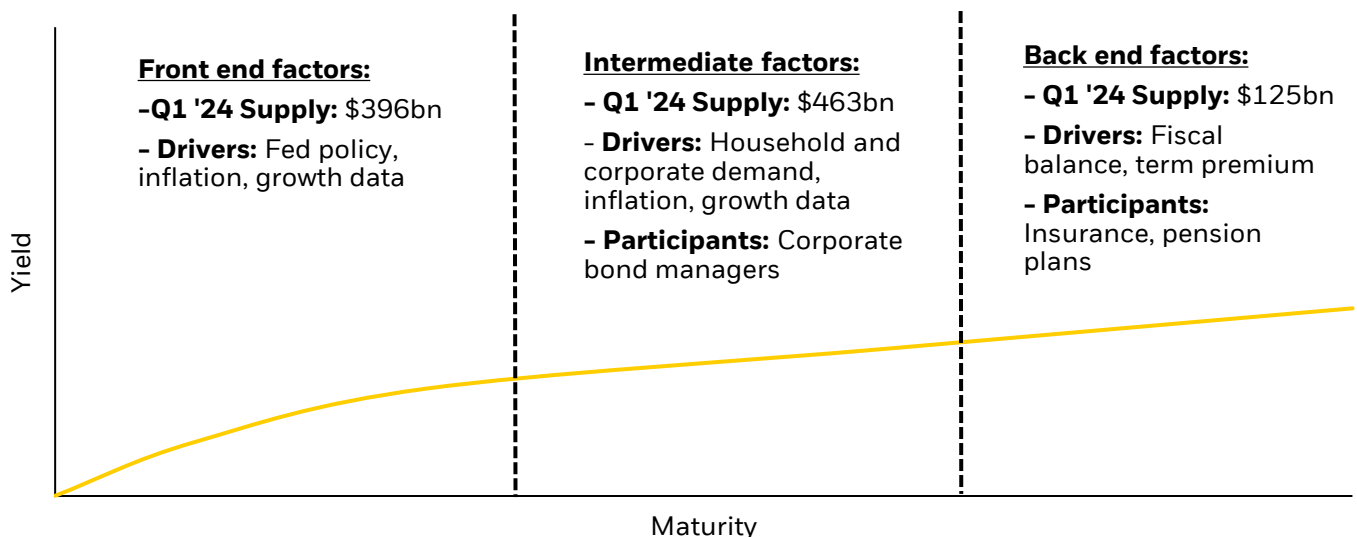 Front end factors:
-Q1 '24 Supply: $396bn
- Drivers: Fed policy,
inflation, growth data
Intermediate factors:
- Q1 '24 Supply: $463bn
- Drivers: Household and
corporate demand,
inflation, growth data
- Participants: Corporate
bond managers
Back end factors:
- Q1 '24 Supply: $125bn
- Drivers: Fiscal
balance, term premium
- Participants:
Insurance, pension
plans
Yield
Maturity